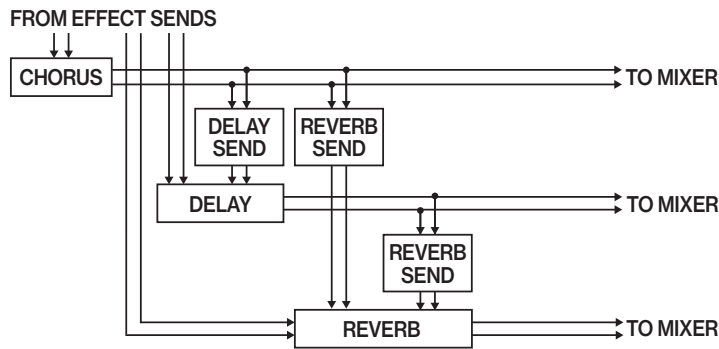 FROM EFFECT SENDS
CHORUS
TO MIXER
DELAY
SEND
REVERB
SEND
DELAY
TO MIXER
REVERB
SEND
REVERB
TO MIXER